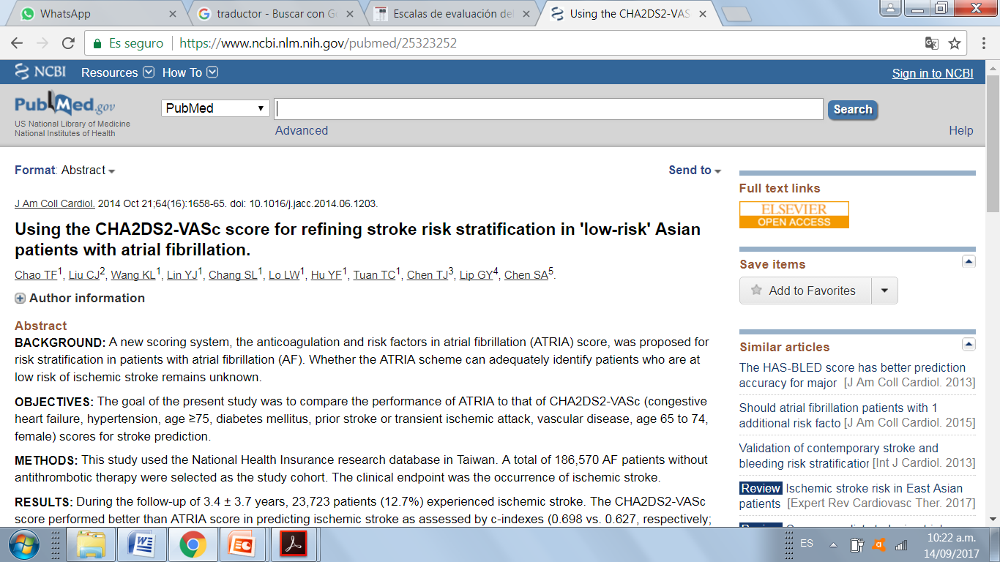 WhatsApp
traductor - Buscar con G
Escalas de evaluación de
Using the CHA2DS2-VAS
Es seguro https://www.ncbi.nlm.nih.gov/pubmed/25323252
NCBI Resources How To Sign in to NCBI
PubMed.gov
US National Library of Medicine
National Institutes of Health
PubMed
Search
Advanced
Help
Format: Abstract
Send to
J Am Coll Cardiol. 2014 Oct 21;64(16):1658-65. doi: 10.1016/j.jacc.2014.06.1203.
Using the CHA2DS2-VASc score for refining stroke risk stratification in 'low-risk' Asian
patients with atrial fibrillation.
Chao TF1, Liu CJ2, Wang KL1, Lin YJ1, Chang SL1, Lo LW1, Hu YF1, Tuan TC1, Chen TJ3, Lip GY4, Chen SA5.
Author information
Abstract
BACKGROUND: A new scoring system, the anticoagulation and risk factors in atrial fibrillation (ATRIA) score, was proposed for
risk stratification in patients with atrial fibrillation (AF). Whether the ATRIA scheme can adequately identify patients who are at
low risk of ischemic stroke remains unknown.
OBJECTIVES: The goal of the present study was to compare the performance of ATRIA to that of CHA2DS2-VASc (congestive
heart failure, hypertension, age ≥75, diabetes mellitus, prior stroke or transient ischemic attack, vascular disease, age 65 to 74,
female) scores for stroke prediction.
METHODS: This study used the National Health Insurance research database in Taiwan. A total of 186,570 AF patients without
antithrombotic therapy were selected as the study cohort. The clinical endpoint was the occurrence of ischemic stroke.
RESULTS: During the follow-up of 3.4 ± 3.7 years, 23,723 patients (12.7%) experienced ischemic stroke. The CHA2DS2-VASc
score performed better than ATRIA score in predicting ischemic stroke as assessed by c-indexes (0.698 vs. 0.627, respectively;
Full text links
ELSEVIER
OPEN ACCESS
Save items
Add to Favorites
Similar articles
The HAS-BLED score has better prediction
accuracy for major [J Am Coll Cardiol. 2013]
Should atrial fibrillation patients with 1
additional risk facto [J Am Coll Cardiol. 2015]
Validation of contemporary stroke and
bleeding risk stratification [Int J Cardiol. 2013]
Review Ischemic stroke risk in East Asian
patients [Expert Rev Cardiovasc Ther. 2017]
ES
10:22 a.m.
14/09/2017